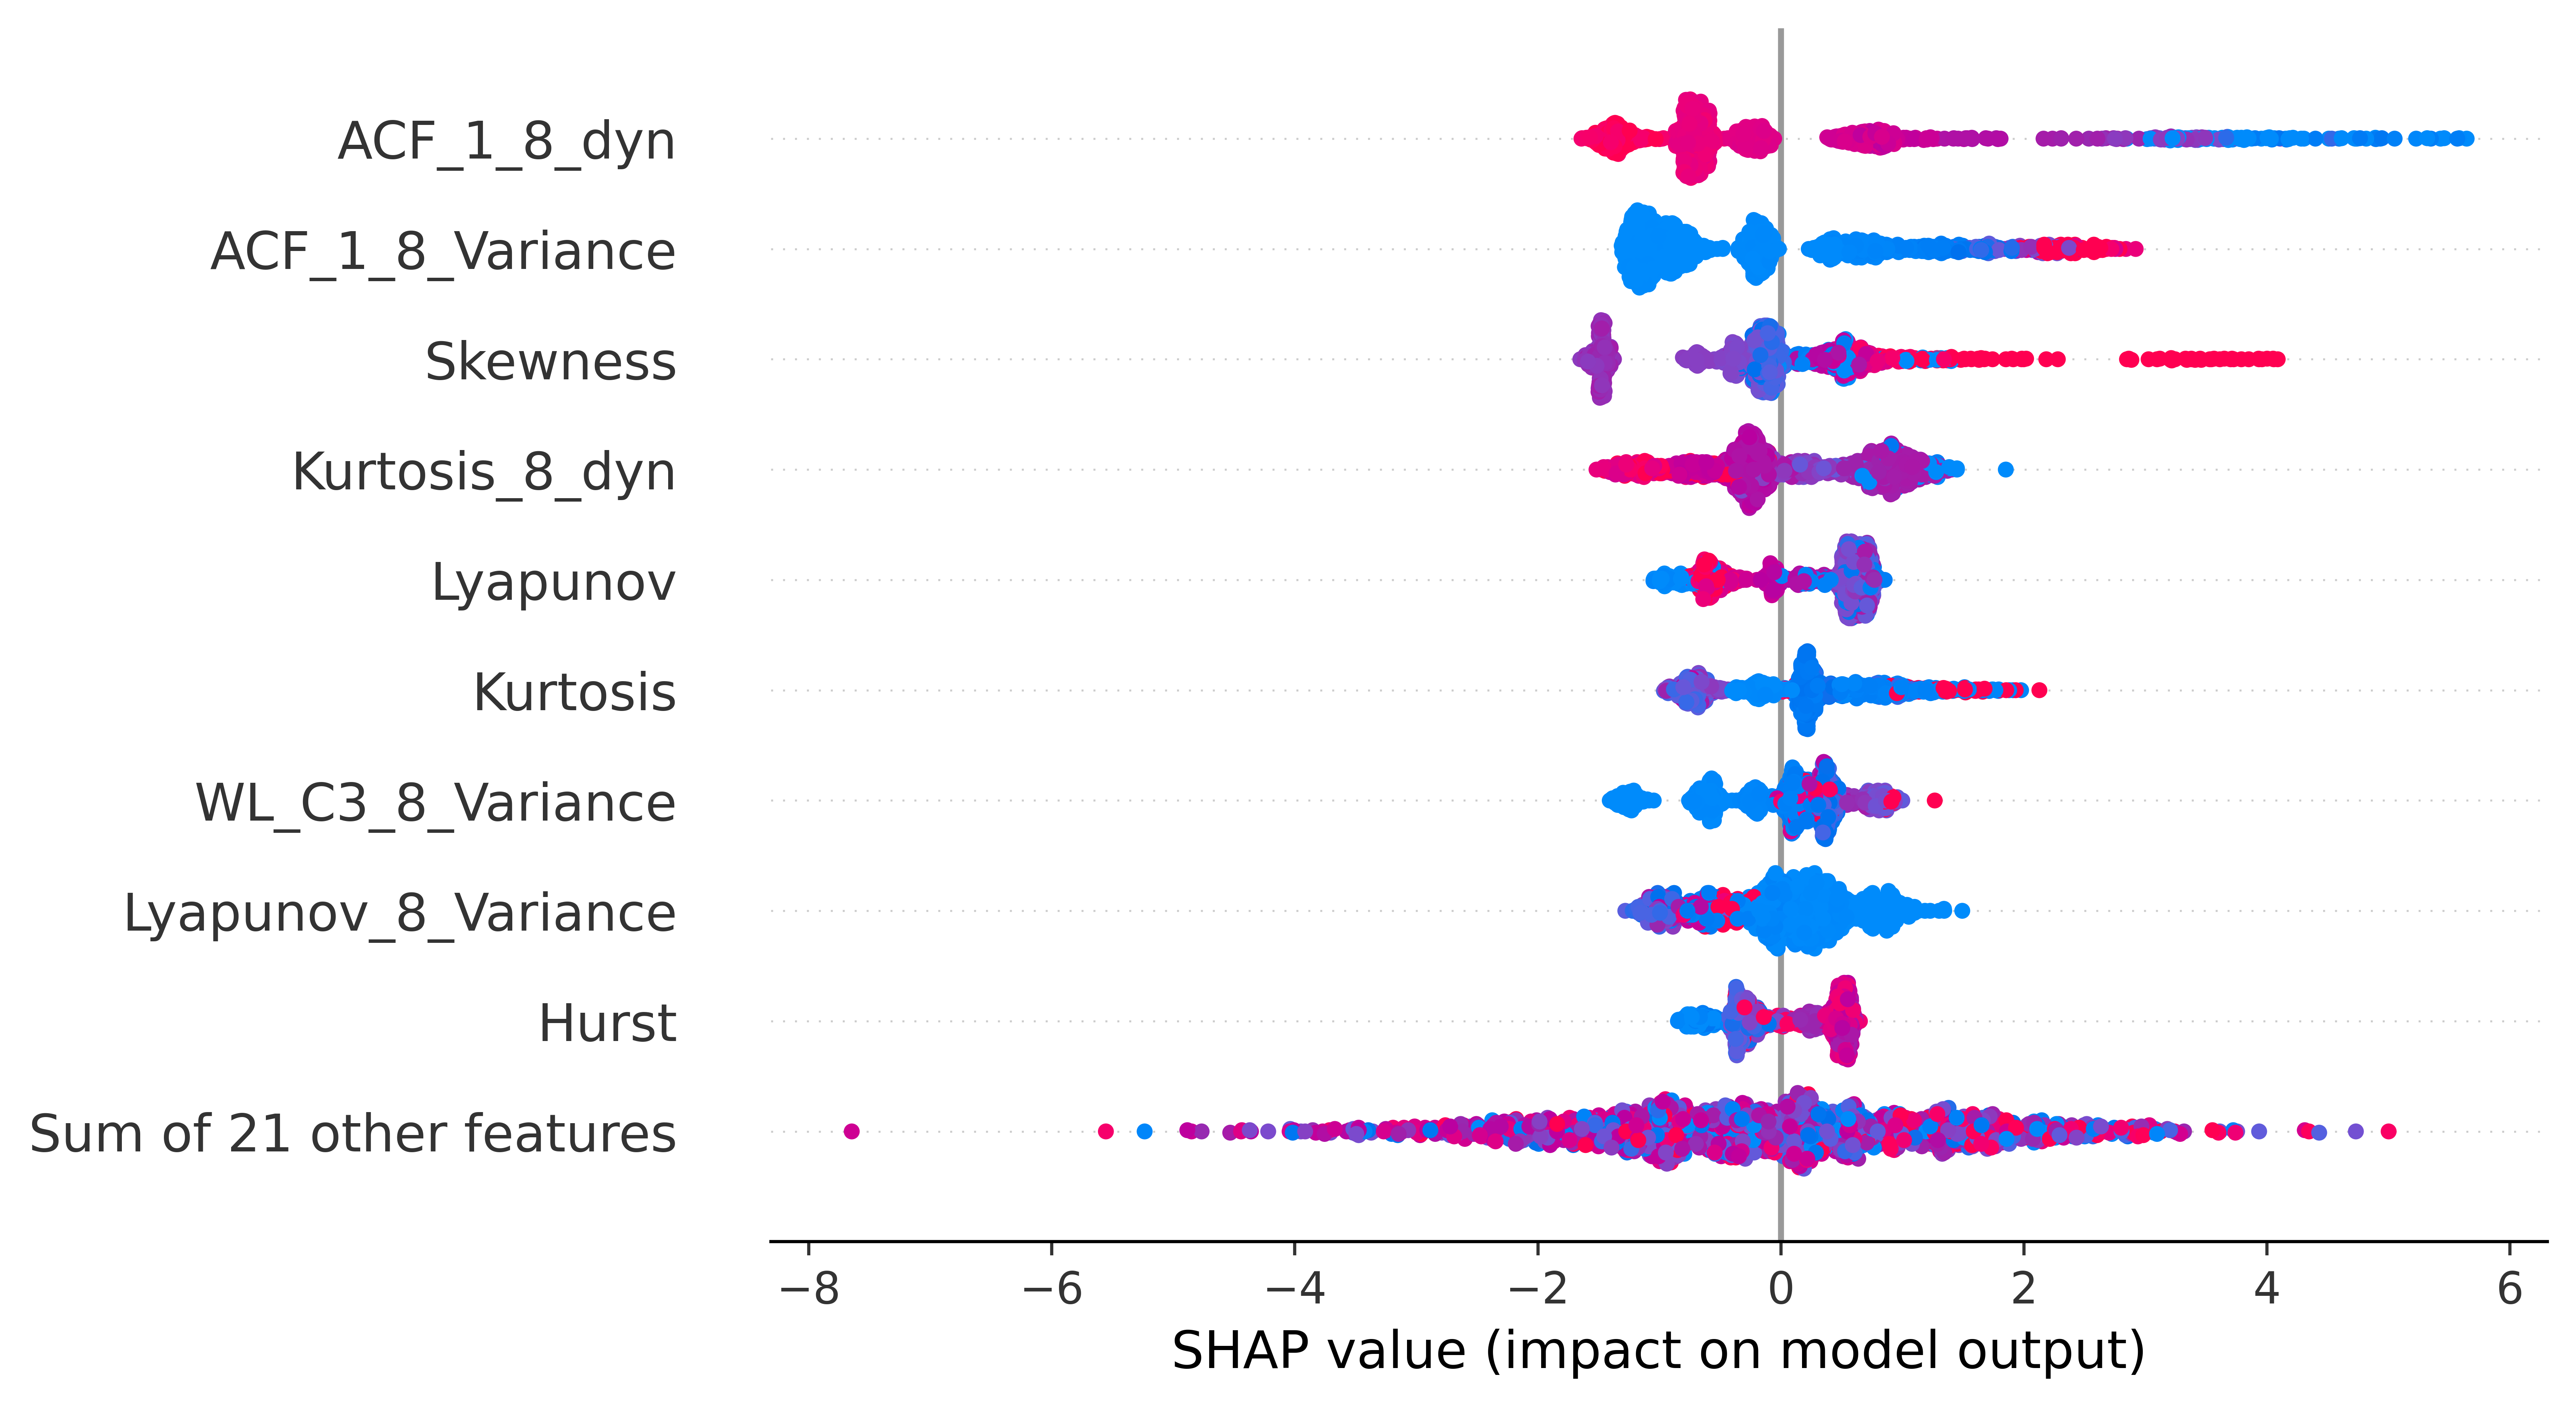 ACF_1_8_dyn
ACF_1_8_Variance
Skewness
Kurtosis_8_dyn
Lyapunov
Kurtosis
WL_C3_8_Variance
Lyapunov_8_Variance
Hurst
Sum of 21 other features
−8 −6 −4 −2 0 2 4 6
SHAP value (impact on model output)